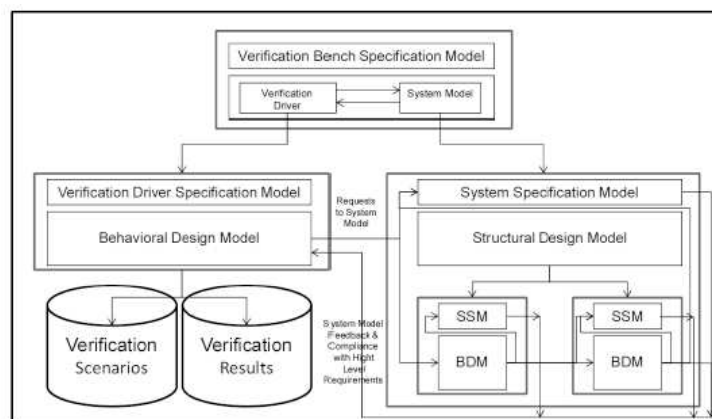 Verification Bench Specification Model
Verification
Driver
System Model
Verification Driver Specification Model
Behavioral Design Model
Requests
to System
Model
System Specification Model
Structural Design Model
Verification
Scenarios
Verification
Results
System Model
Feedback &
Compliance
with Hight
Level
Requirements
SSM
BDM
SSM
BDM